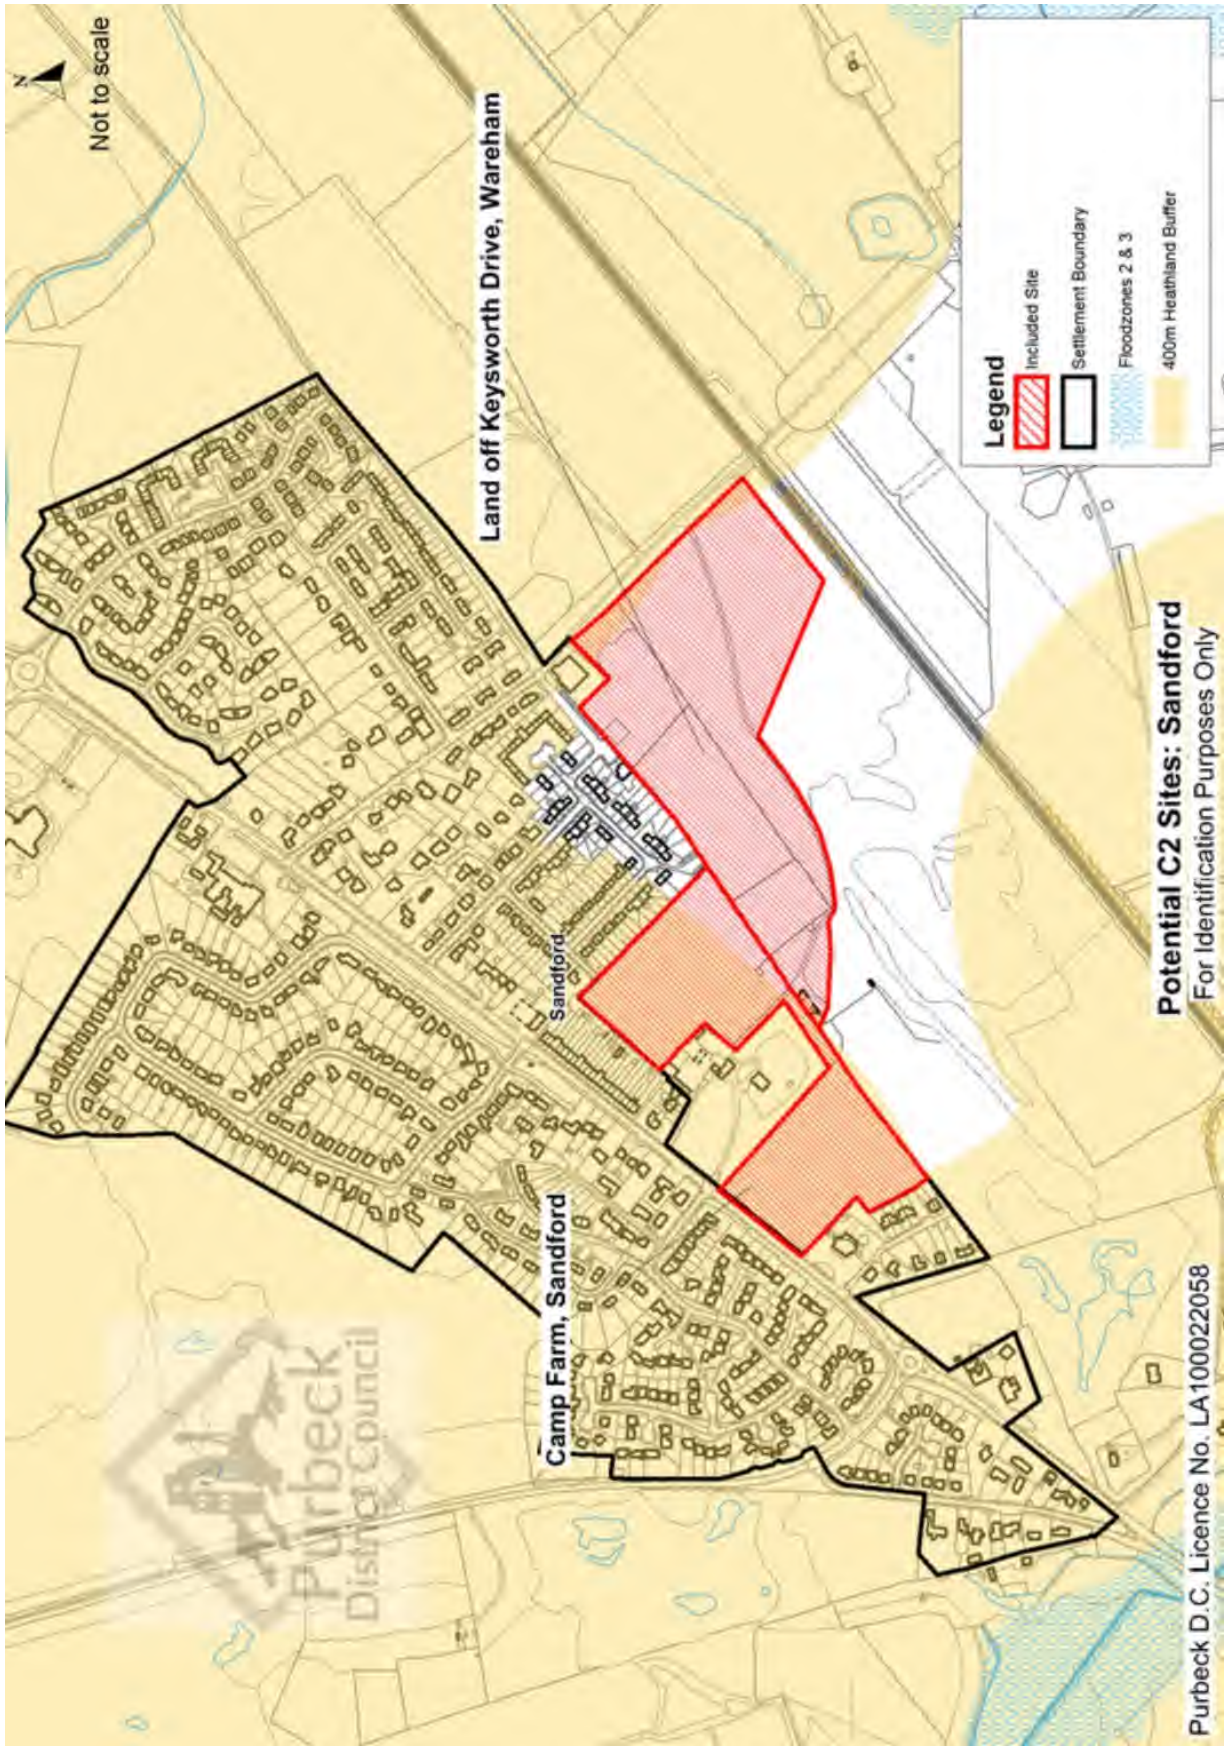 N
Not to scale
Land off Keysworth Drive, Wareham
Sandford
Camp Farm, Sandford
Purbeck
District Council
Legend
Included Site
Settlement Boundary
Floodzones 2 & 3
400m Heathland Buffer
Potential C2 Sites: Sandford
For Identification Purposes Only
Purbeck D.C. Licence No. LA100022058